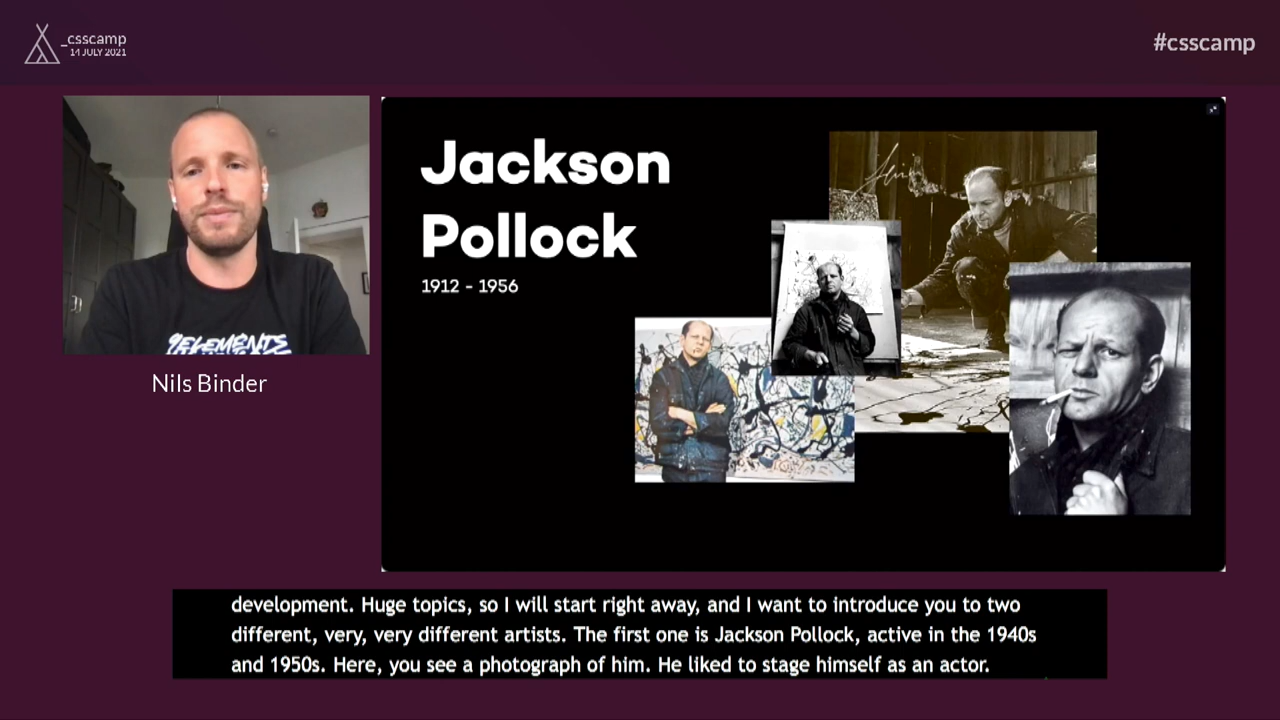 _csscamp
14 JULY 2021
#csscamp
Jackson
Pollock
1912 - 1956
9ELEMENTS
Nils Binder
development. Huge topics, so I will start right away, and I want to introduce you to two
different, very, very different artists. The first one is Jackson Pollock, active in the 1940s
and 1950s. Here, you see a photograph of him. He liked to stage himself as an actor.